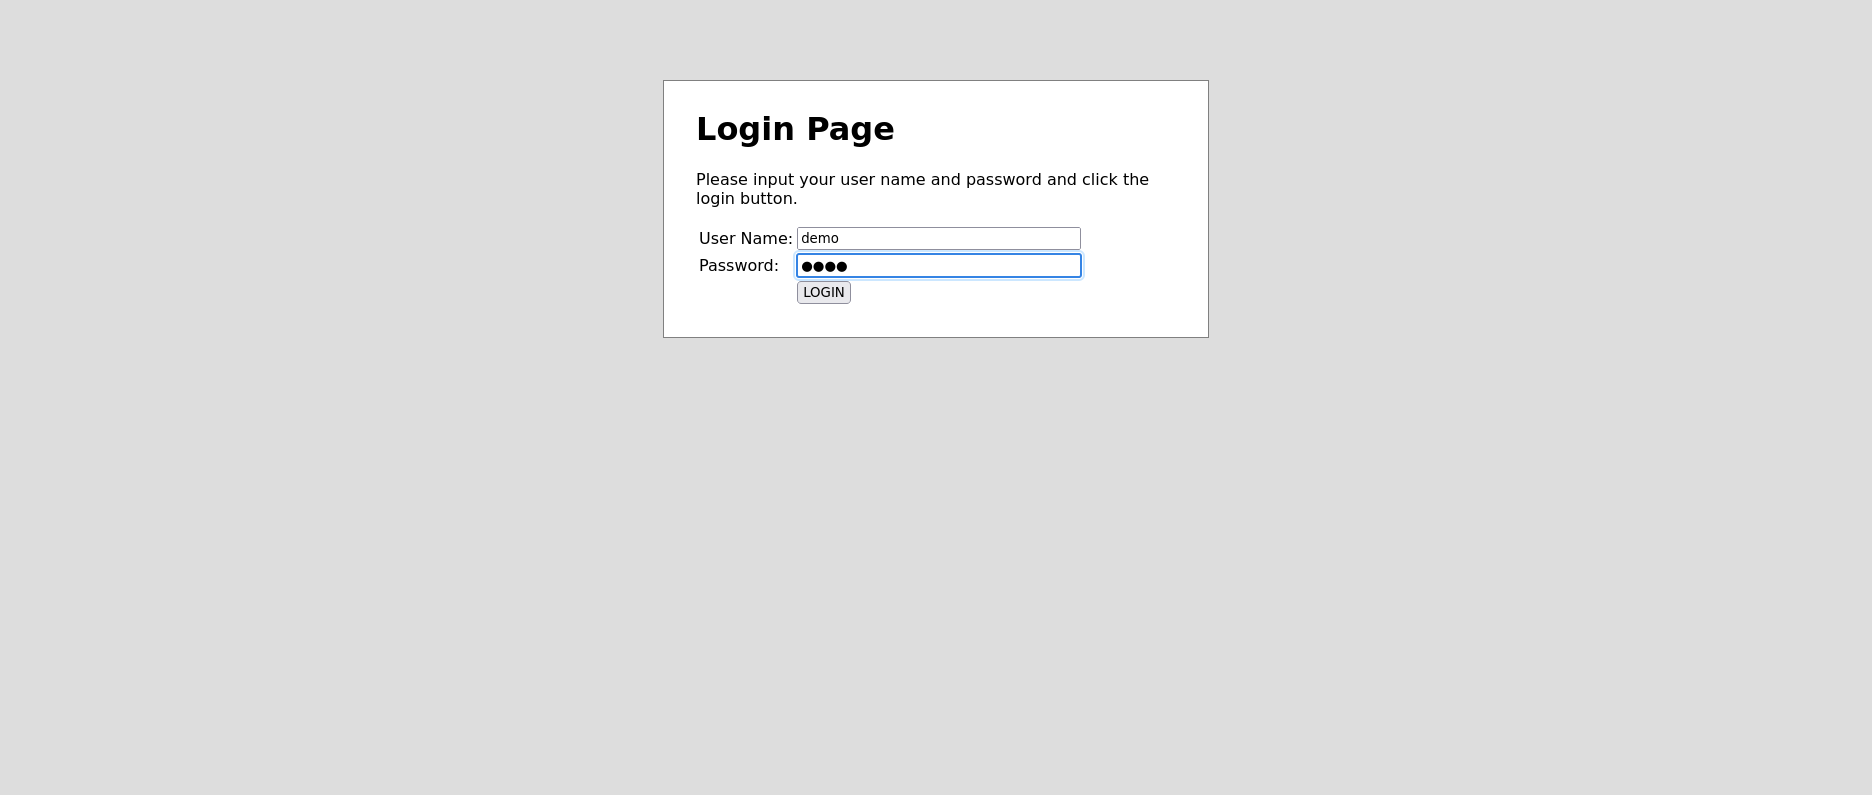 Login Page
Please input your user name and password and click the
login button.
User Name: demo
Password: ●●●●
LOGIN